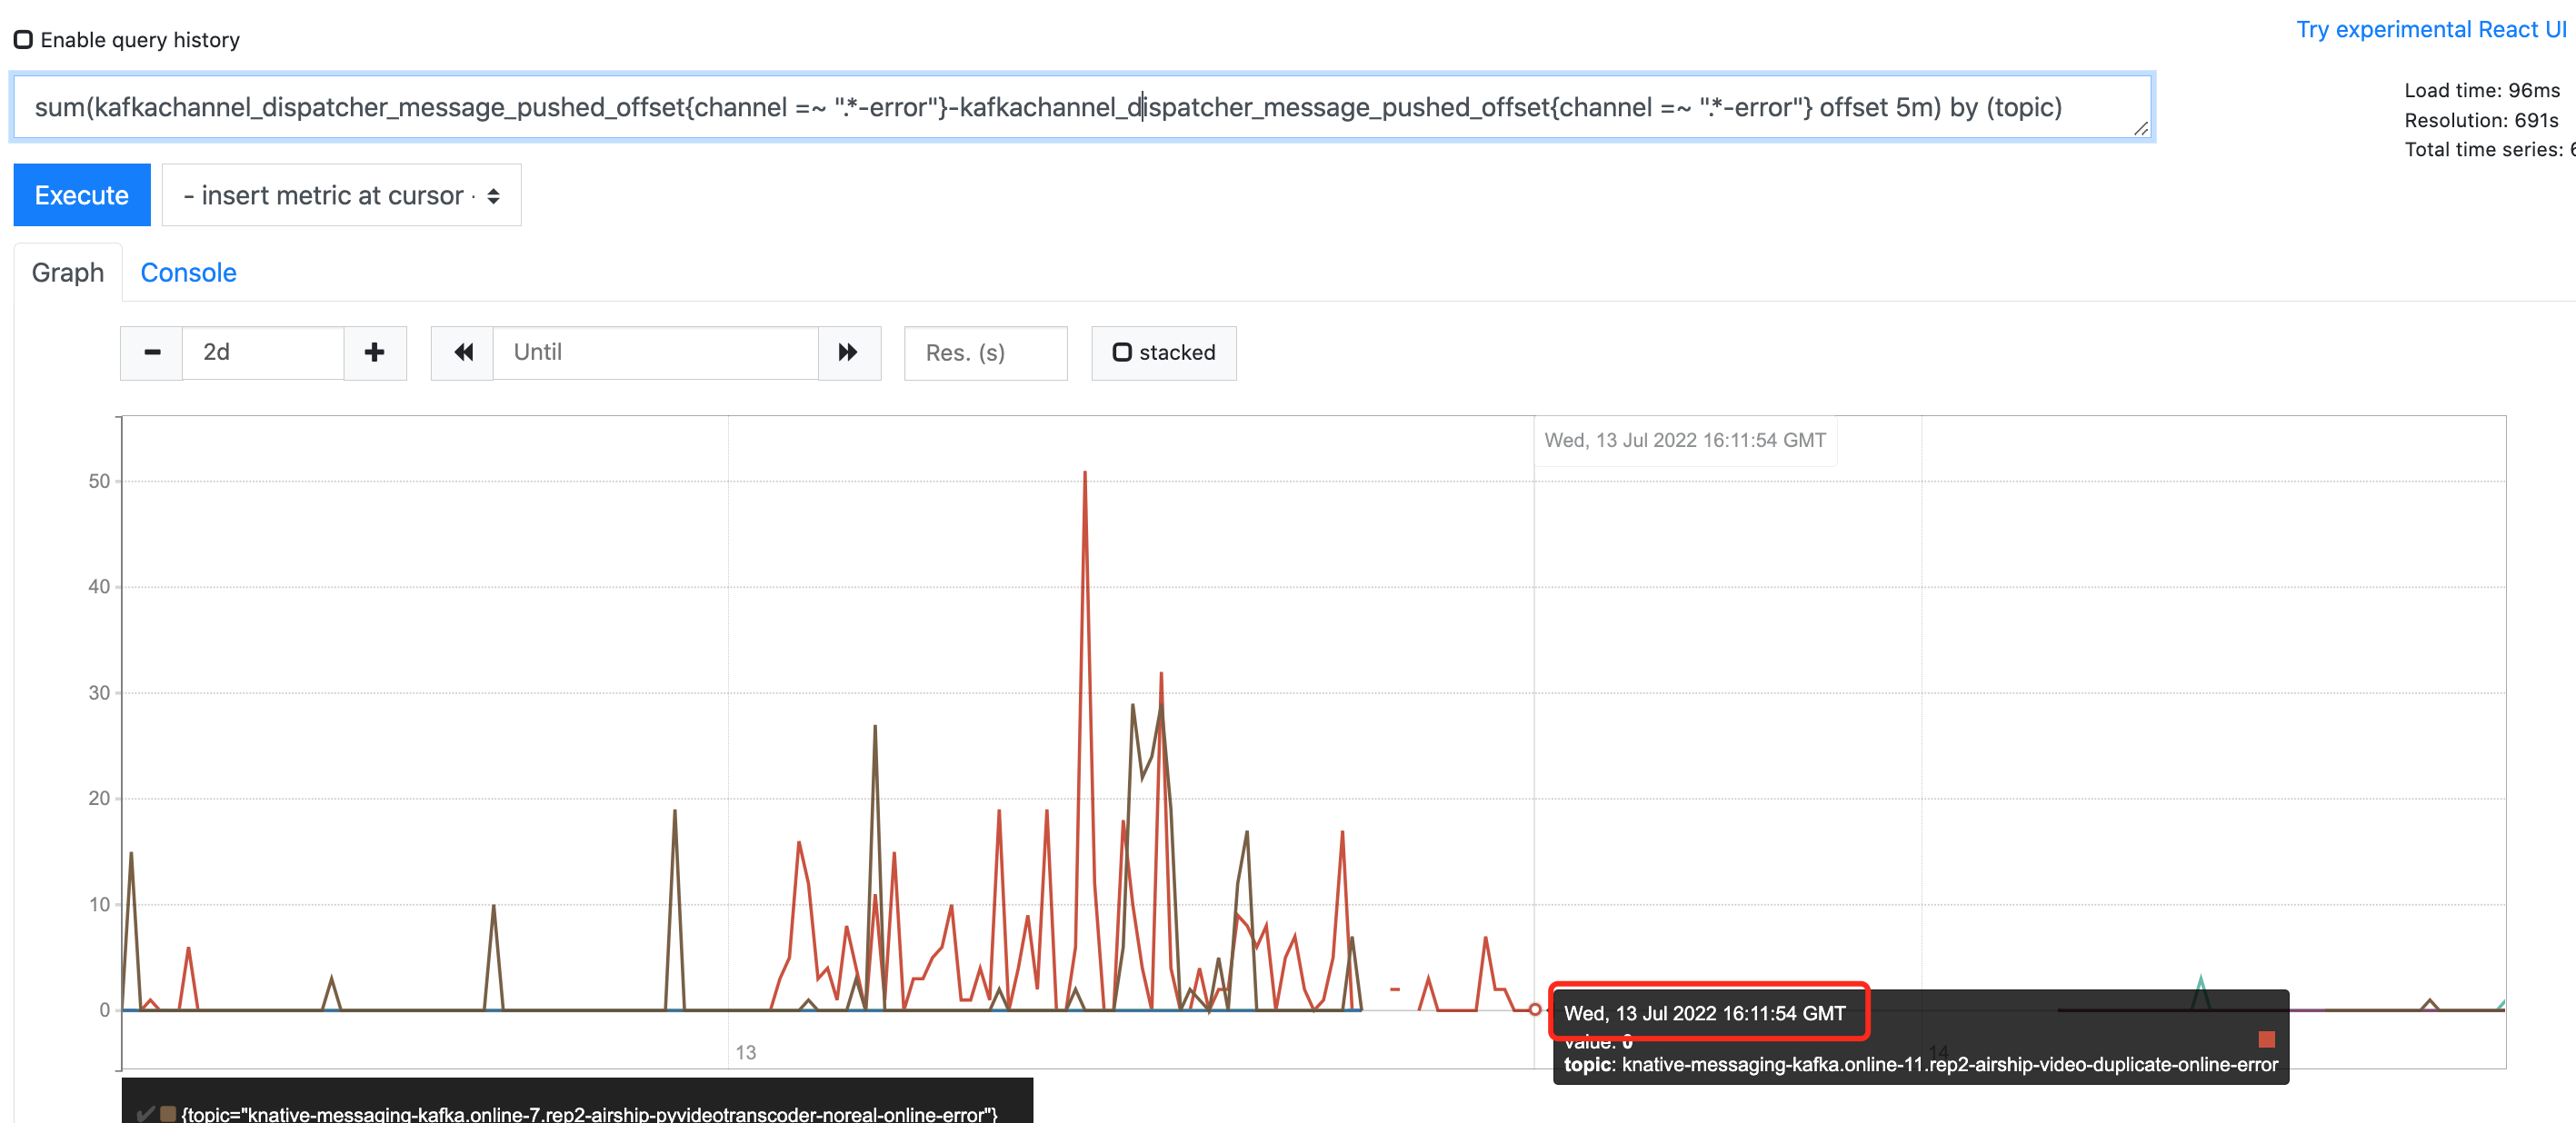 Enable query history
Try experimental React UI
sum(kafkachannel_dispatcher_message_pushed_offset{channel =~ ".*-error"}-kafkachannel_dispatcher_message_pushed_offset{channel =~ ".*-error"} offset 5m) by (topic)
Load time: 96ms
Resolution: 691s
Total time series: 6
Execute
- insert metric at cursor -
Graph
Console
2d
Until
Res. (s)
stacked
Wed, 13 Jul 2022 16:11:54 GMT
50
40
30
20
10
0
Wed, 13 Jul 2022 16:11:54 GMT
value: 0
13
14
topic: knative-messaging-kafka.online-11.rep2-airship-video-duplicate-online-error
{topic="knative-messaging-kafka.online-7.rep2-airship-pyvideotranscoder-noreal-online-error"}